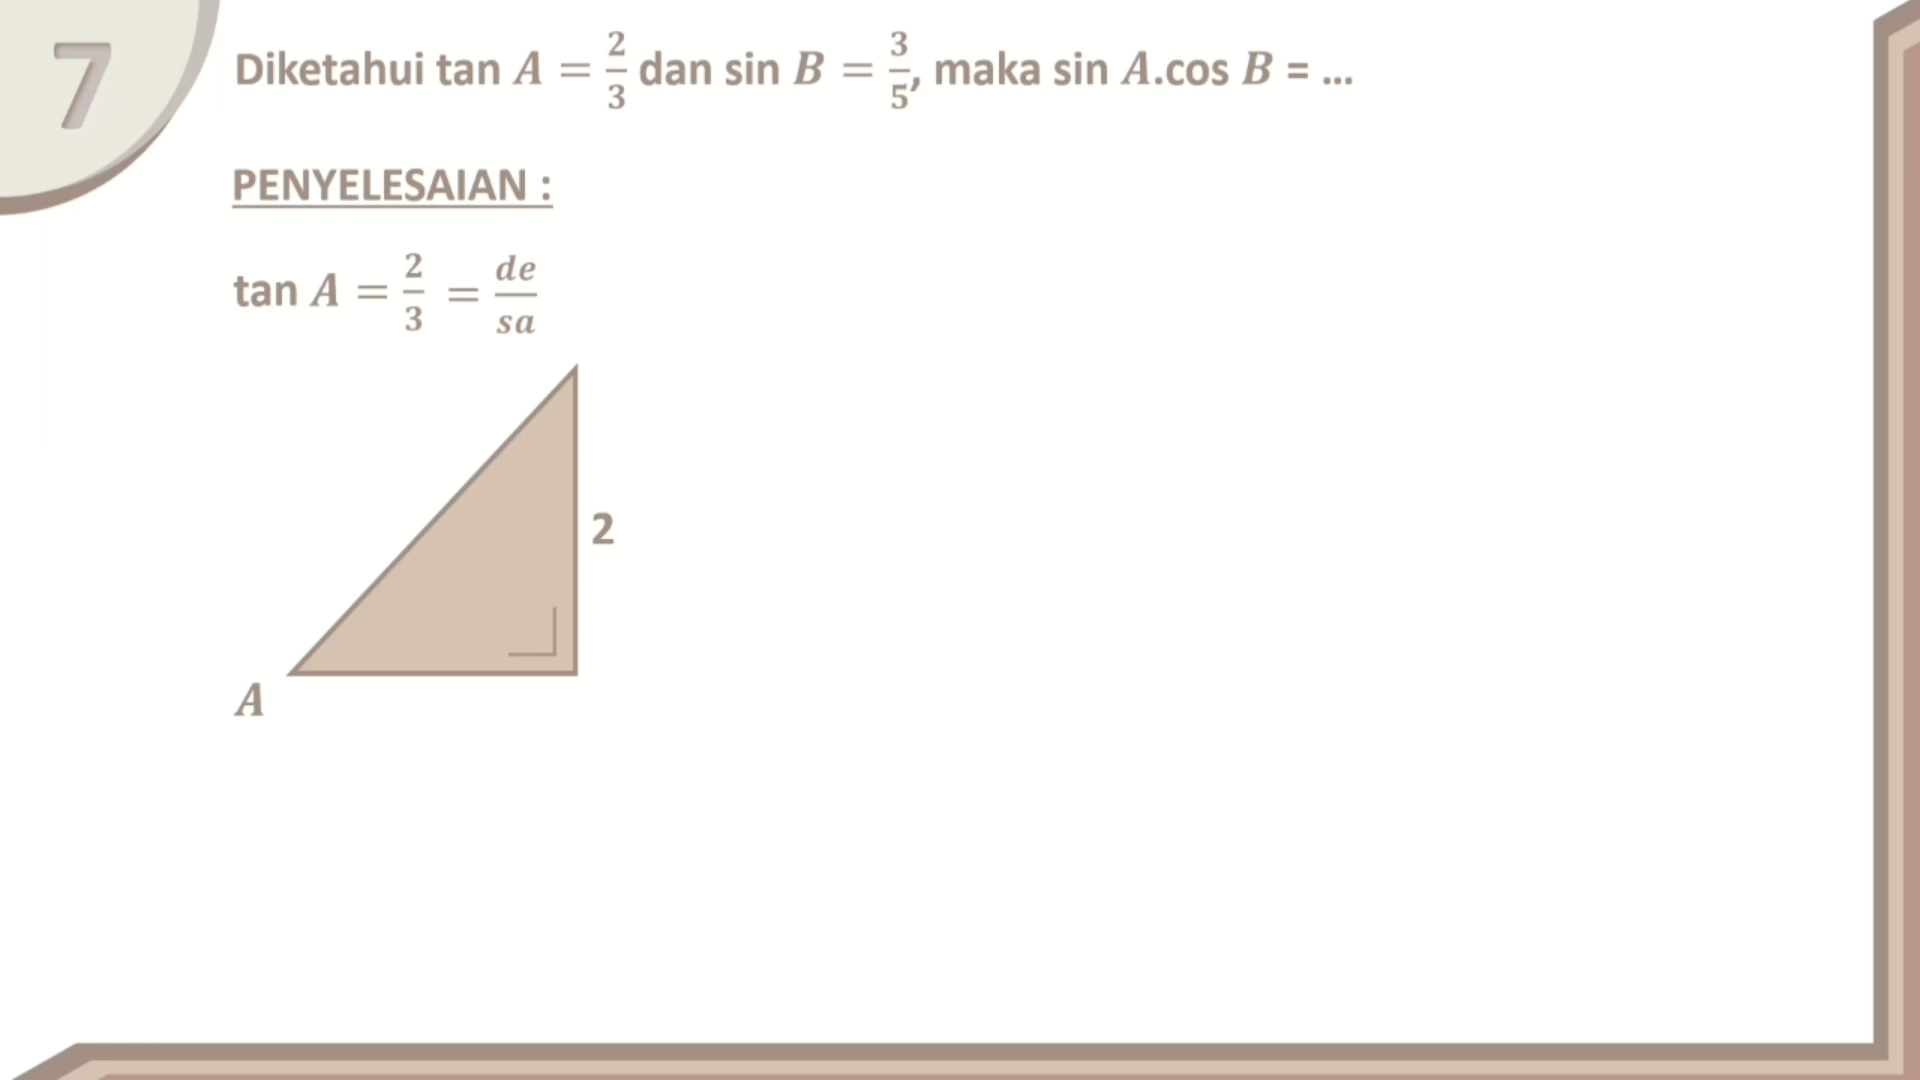 7
Diketahui tan A = 2/3 dan sin B = 3/5, maka sin A.cos B = ...
PENYELESAIAN :
tan A = 2/3 = de/sa
2
A